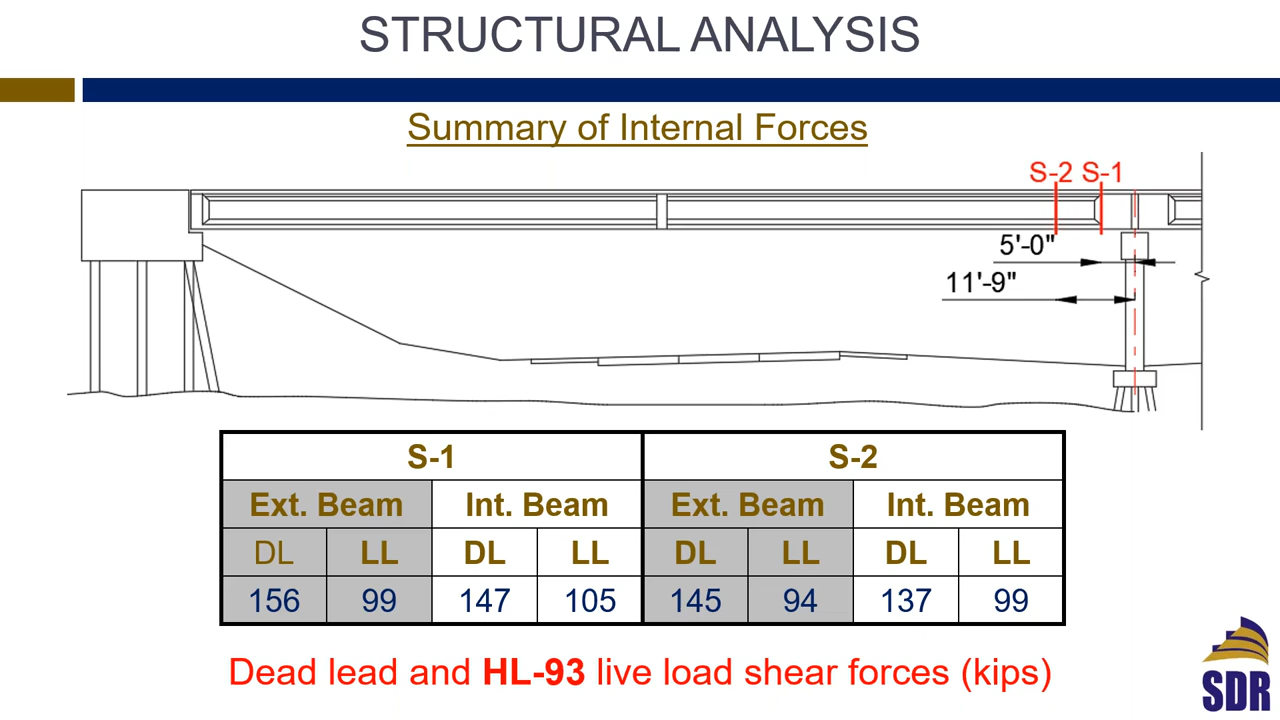 STRUCTURAL ANALYSIS
Summary of Internal Forces
S-2 S-1
5'-0"
11'-9"
S-1 S-2
Ext. Beam Int. Beam Ext. Beam Int. Beam
DL LL DL LL DL LL DL LL
156 99 147 105 145 94 137 99
Dead lead and HL-93 live load shear forces (kips)
SDR